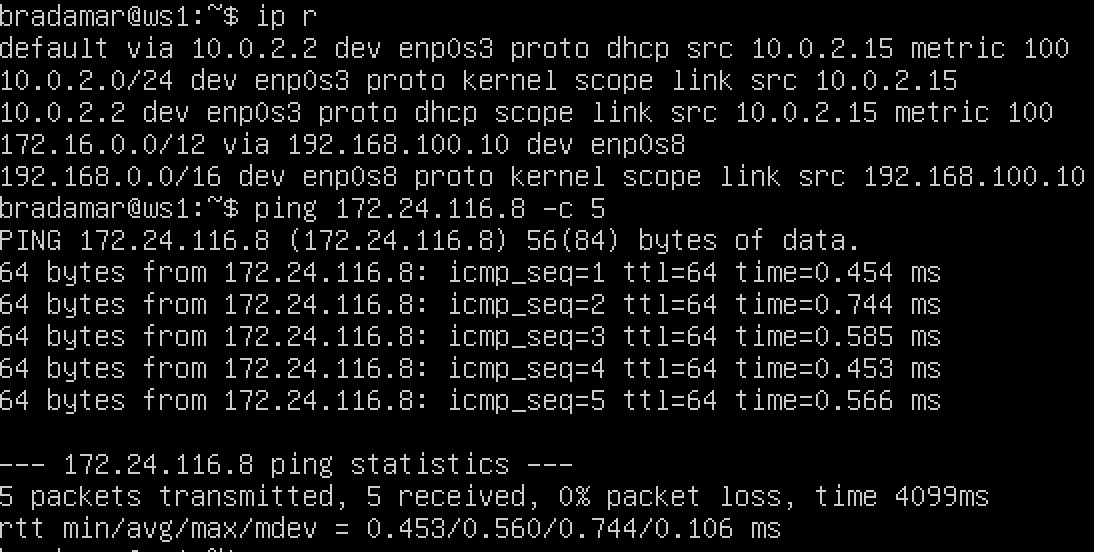 bradamar@ws1:~$ ip r
default via 10.0.2.2 dev enp0s3 proto dhcp src 10.0.2.15 metric 100
10.0.2.0/24 dev enp0s3 proto kernel scope link src 10.0.2.15
10.0.2.2 dev enp0s3 proto dhcp scope link src 10.0.2.15 metric 100
172.16.0.0/12 via 192.168.100.10 dev enp0s8
192.168.0.0/16 dev enp0s8 proto kernel scope link src 192.168.100.10
bradamar@ws1:~$ ping 172.24.116.8 -c 5
PING 172.24.116.8 (172.24.116.8) 56(84) bytes of data.
64 bytes from 172.24.116.8: icmp_seq=1 ttl=64 time=0.454 ms
64 bytes from 172.24.116.8: icmp_seq=2 ttl=64 time=0.744 ms
64 bytes from 172.24.116.8: icmp_seq=3 ttl=64 time=0.585 ms
64 bytes from 172.24.116.8: icmp_seq=4 ttl=64 time=0.453 ms
64 bytes from 172.24.116.8: icmp_seq=5 ttl=64 time=0.566 ms
--- 172.24.116.8 ping statistics ---
5 packets transmitted, 5 received, 0% packet loss, time 4099ms
rtt min/avg/max/mdev = 0.453/0.560/0.744/0.106 ms